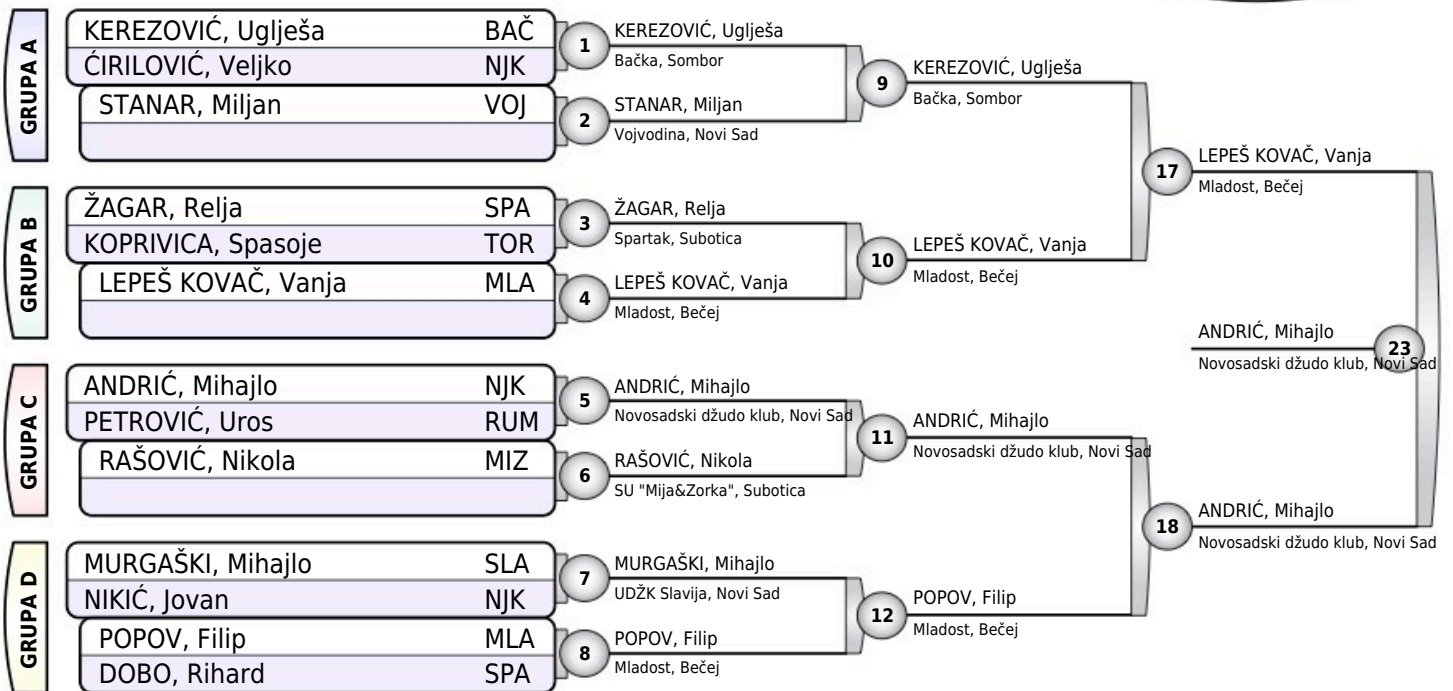 GRUPA A
KEREZOVIĆ, Uglješa BAČ
ĆIRILOVIĆ, Veljko NJK
STANAR, Miljan VOJ
1
KEREZOVIĆ, Uglješa
Bačka, Sombor
2
STANAR, Miljan
Vojvodina, Novi Sad
9
KEREZOVIĆ, Uglješa
Bačka, Sombor
GRUPA B
ŽAGAR, Relja SPA
KOPRIVICA, Spasoje TOR
LEPEŠ KOVAČ, Vanja MLA
3
ŽAGAR, Relja
Spartak, Subotica
4
LEPEŠ KOVAČ, Vanja
Mladost, Bečej
10
LEPEŠ KOVAČ, Vanja
Mladost, Bečej
17
LEPEŠ KOVAČ, Vanja
Mladost, Bečej
GRUPA C
ANDRIĆ, Mihajlo NJK
PETROVIĆ, Uros RUM
RAŠOVIĆ, Nikola MIZ
5
ANDRIĆ, Mihajlo
Novosadski džudo klub, Novi Sad
6
RAŠOVIĆ, Nikola
SU "Mija&Zorka", Subotica
11
ANDRIĆ, Mihajlo
Novosadski džudo klub, Novi Sad
GRUPA D
MURGAŠKI, Mihajlo SLA
NIKIĆ, Jovan NJK
POPOV, Filip MLA
DOBO, Rihard SPA
7
MURGAŠKI, Mihajlo
UDŽK Slavija, Novi Sad
8
POPOV, Filip
Mladost, Bečej
12
POPOV, Filip
Mladost, Bečej
18
ANDRIĆ, Mihajlo
Novosadski džudo klub, Novi Sad
23
ANDRIĆ, Mihajlo
Novosadski džudo klub, Novi Sad